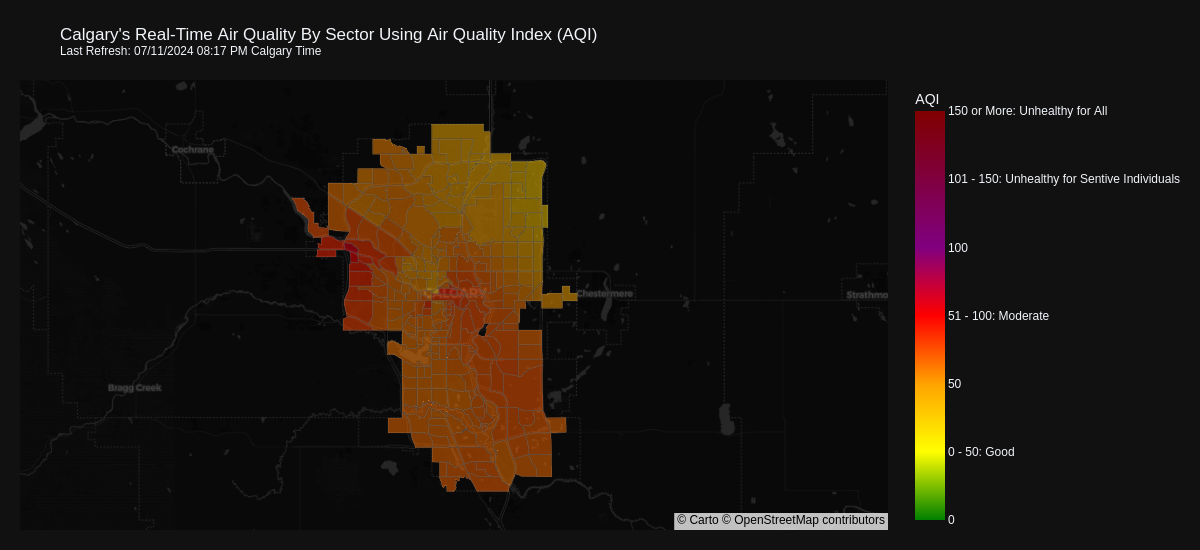 Calgary's Real-Time Air Quality By Sector Using Air Quality Index (AQI)
Last Refresh: 07/11/2024 08:17 PM Calgary Time
AQI
150 or More: Unhealthy for All
Cochrane
101 - 150: Unhealthy for Sentive Individuals
100
CALGARY
Chestermere
Strathmo
51 - 100: Moderate
Bragg Creek
50
0 - 50: Good
© Carto © OpenStreetMap contributors
0